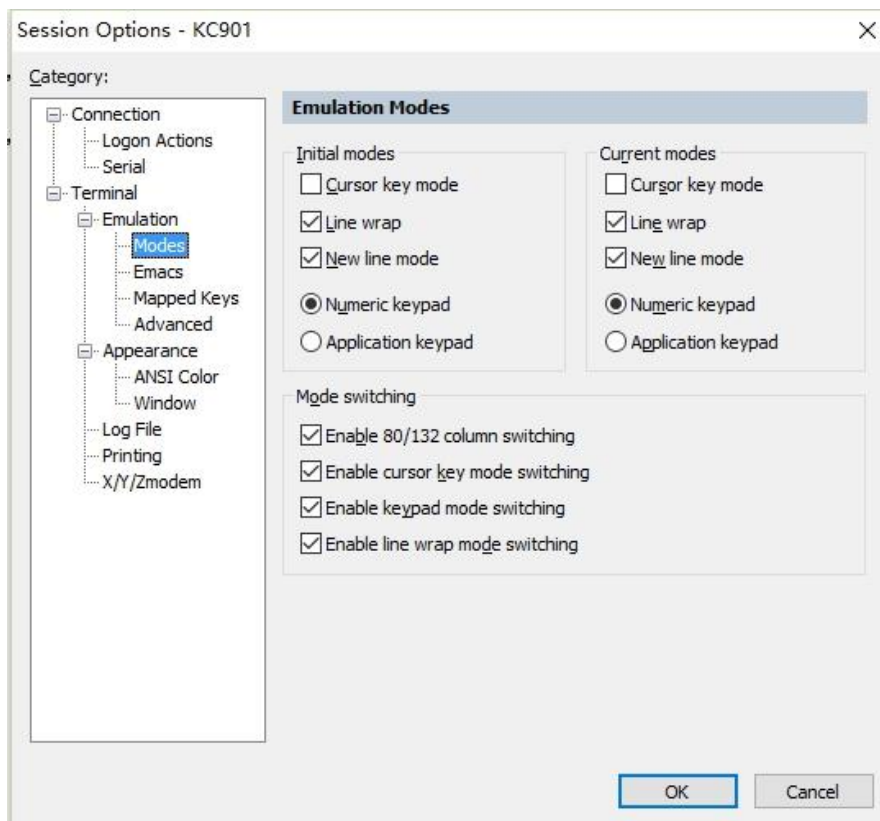 Session Options - KC901
Category:
Connection
Logon Actions
Serial
Terminal
Emulation
Modes
Emacs
Mapped Keys
Advanced
Appearance
ANSI Color
Window
Log File
Printing
X/Y/Zmodem
Emulation Modes
Initial modes
Cursor key mode
Line wrap
New line mode
Numeric keypad
Application keypad
Current modes
Cursor key mode
Line wrap
New line mode
Numeric keypad
Application keypad
Mode switching
Enable 80/132 column switching
Enable cursor key mode switching
Enable keypad mode switching
Enable line wrap mode switching
OK
Cancel